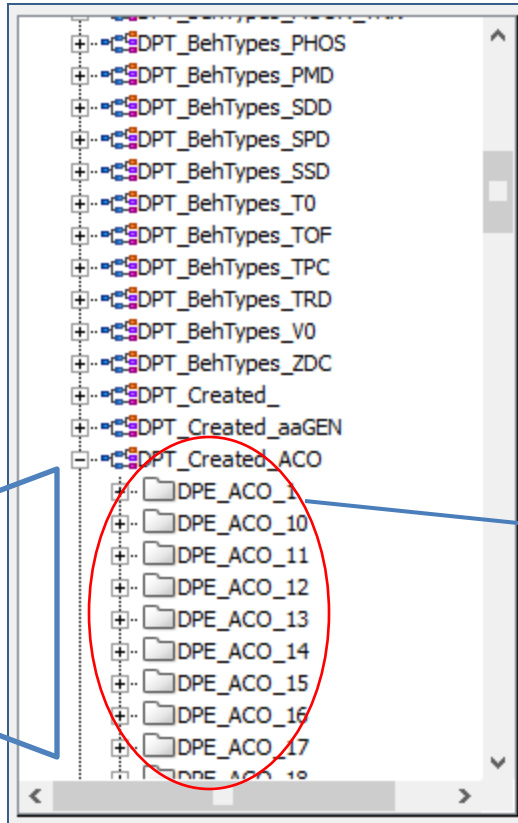 DPT_BehTypes_PHOS
DPT_BehTypes_PMD
DPT_BehTypes_SDD
DPT_BehTypes_SPD
DPT_BehTypes_SSD
DPT_BehTypes_T0
DPT_BehTypes_TOF
DPT_BehTypes_TPC
DPT_BehTypes_TRD
DPT_BehTypes_V0
DPT_BehTypes_ZDC
DPT_Created_
DPT_Created_aaGEN
DPT_Created_ACO
DPE_ACO_1
DPE_ACO_10
DPE_ACO_11
DPE_ACO_12
DPE_ACO_13
DPE_ACO_14
DPE_ACO_15
DPE_ACO_16
DPE_ACO_17
DPE_ACO_18